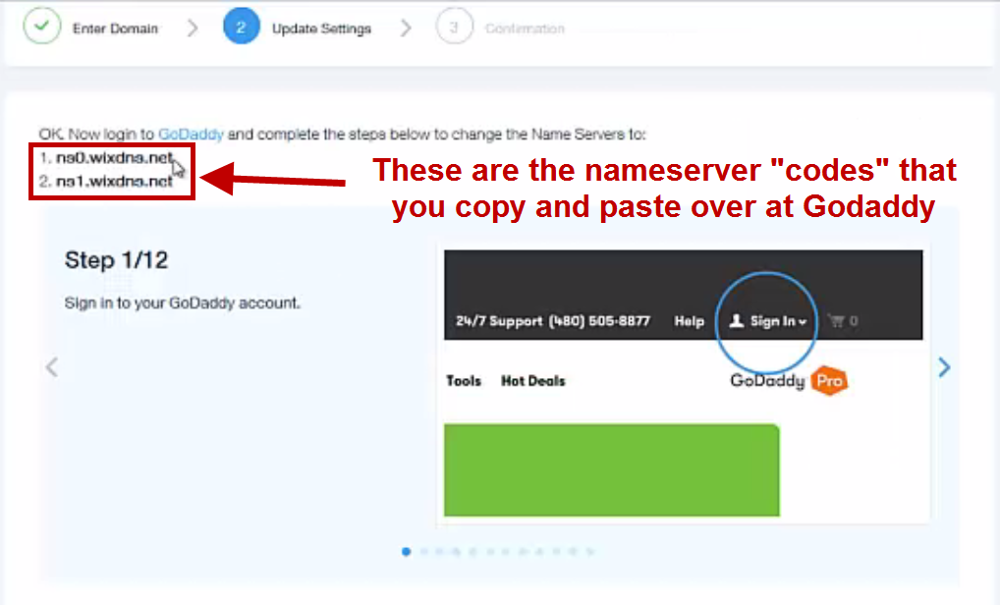 Enter Domain
2
Update Settings
3
Confirmation
OK. Now login to GoDaddy and complete the steps below to change the Name Servers to:
1. ns0.wixdns.net
2. ns1.wixdns.net
These are the nameserver "codes" that
you copy and paste over at Godaddy
Step 1/12
Sign in to your GoDaddy account.
24/7 Support (480) 505-8877 Help Sign In 0
Tools Hot Deals GoDaddy Pro